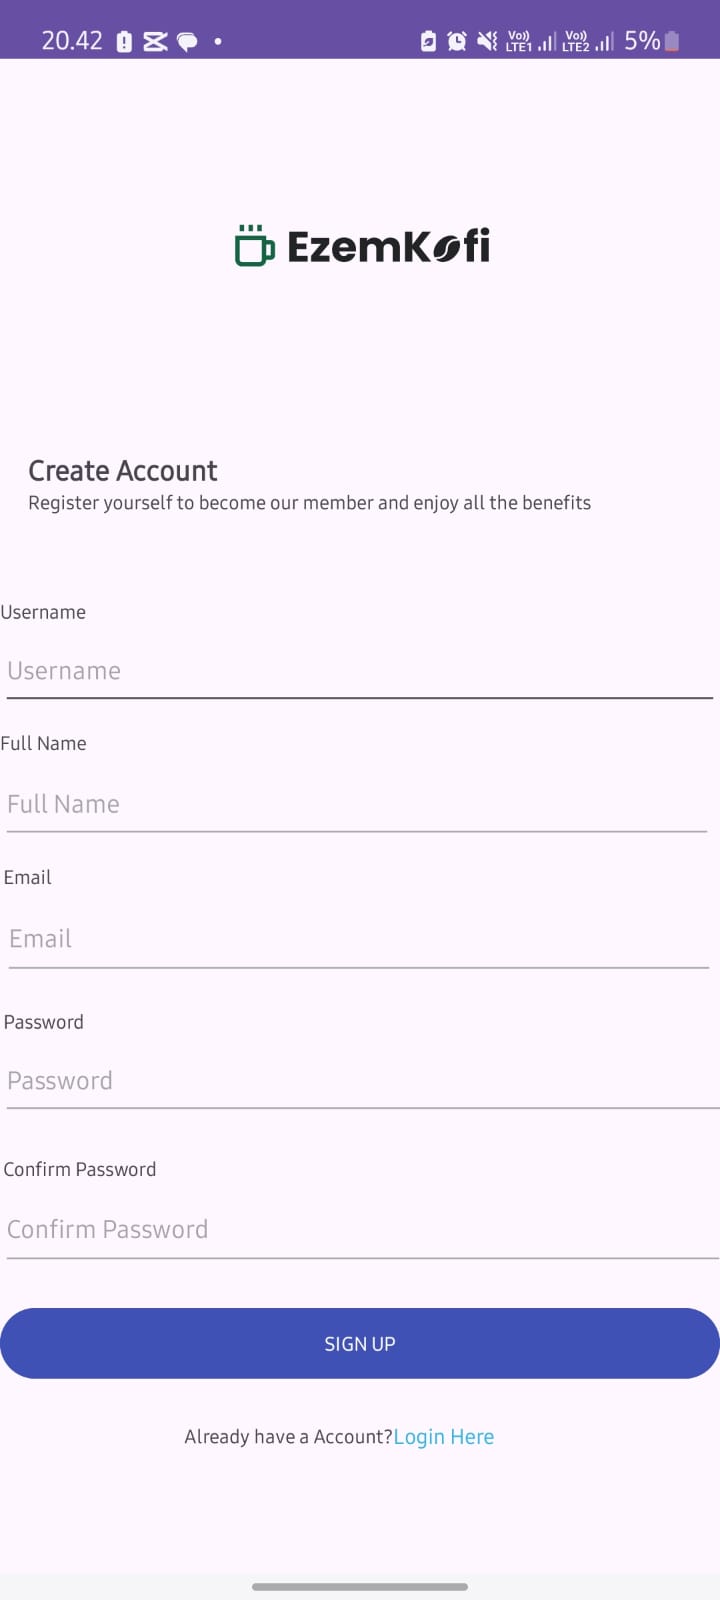 20.42 Vo)) LTE1 Vo)) LTE2 5%
EzemKofi
Create Account
Register yourself to become our member and enjoy all the benefits
Username
Username
Full Name
Full Name
Email
Email
Password
Password
Confirm Password
Confirm Password
SIGN UP
Already have a Account?Login Here